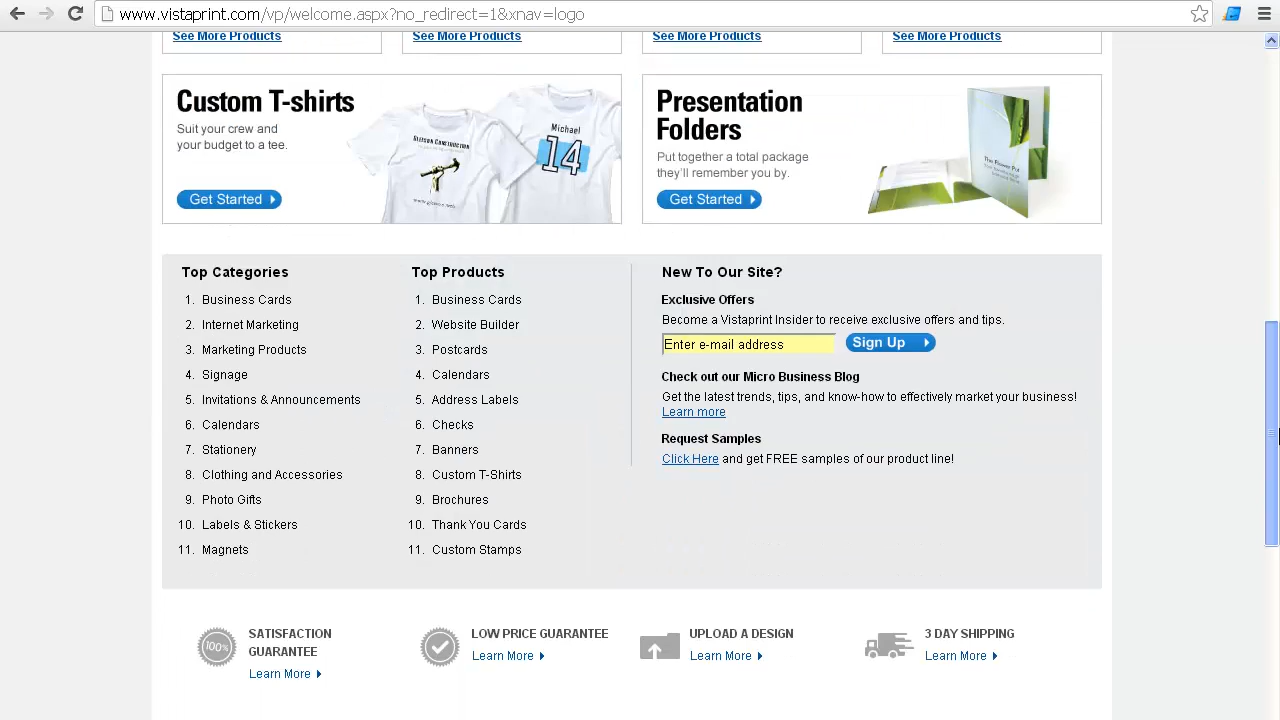 www.vistaprint.com/vp/welcome.aspx?no_redirect=1&xnav=logo
See More Products
See More Products
See More Products
See More Products
Custom T-shirts
Suit your crew and
your budget to a tee.
Get Started
Michael
14
Presentation
Folders
Put together a total package
they'll remember you by.
Get Started
Top Categories
1. Business Cards
2. Internet Marketing
3. Marketing Products
4. Signage
5. Invitations & Announcements
6. Calendars
7. Stationery
8. Clothing and Accessories
9. Photo Gifts
10. Labels & Stickers
11. Magnets
Top Products
1. Business Cards
2. Website Builder
3. Postcards
4. Calendars
5. Address Labels
6. Checks
7. Banners
8. Custom T-Shirts
9. Brochures
10. Thank You Cards
11. Custom Stamps
New To Our Site?
Exclusive Offers
Become a Vistaprint Insider to receive exclusive offers and tips.
Enter e-mail address
Sign Up
Check out our Micro Business Blog
Get the latest trends, tips, and know-how to effectively market your business!
Learn more
Request Samples
Click Here and get FREE samples of our product line!
100%
SATISFACTION
GUARANTEE
Learn More
LOW PRICE GUARANTEE
Learn More
UPLOAD A DESIGN
Learn More
3 DAY SHIPPING
Learn More